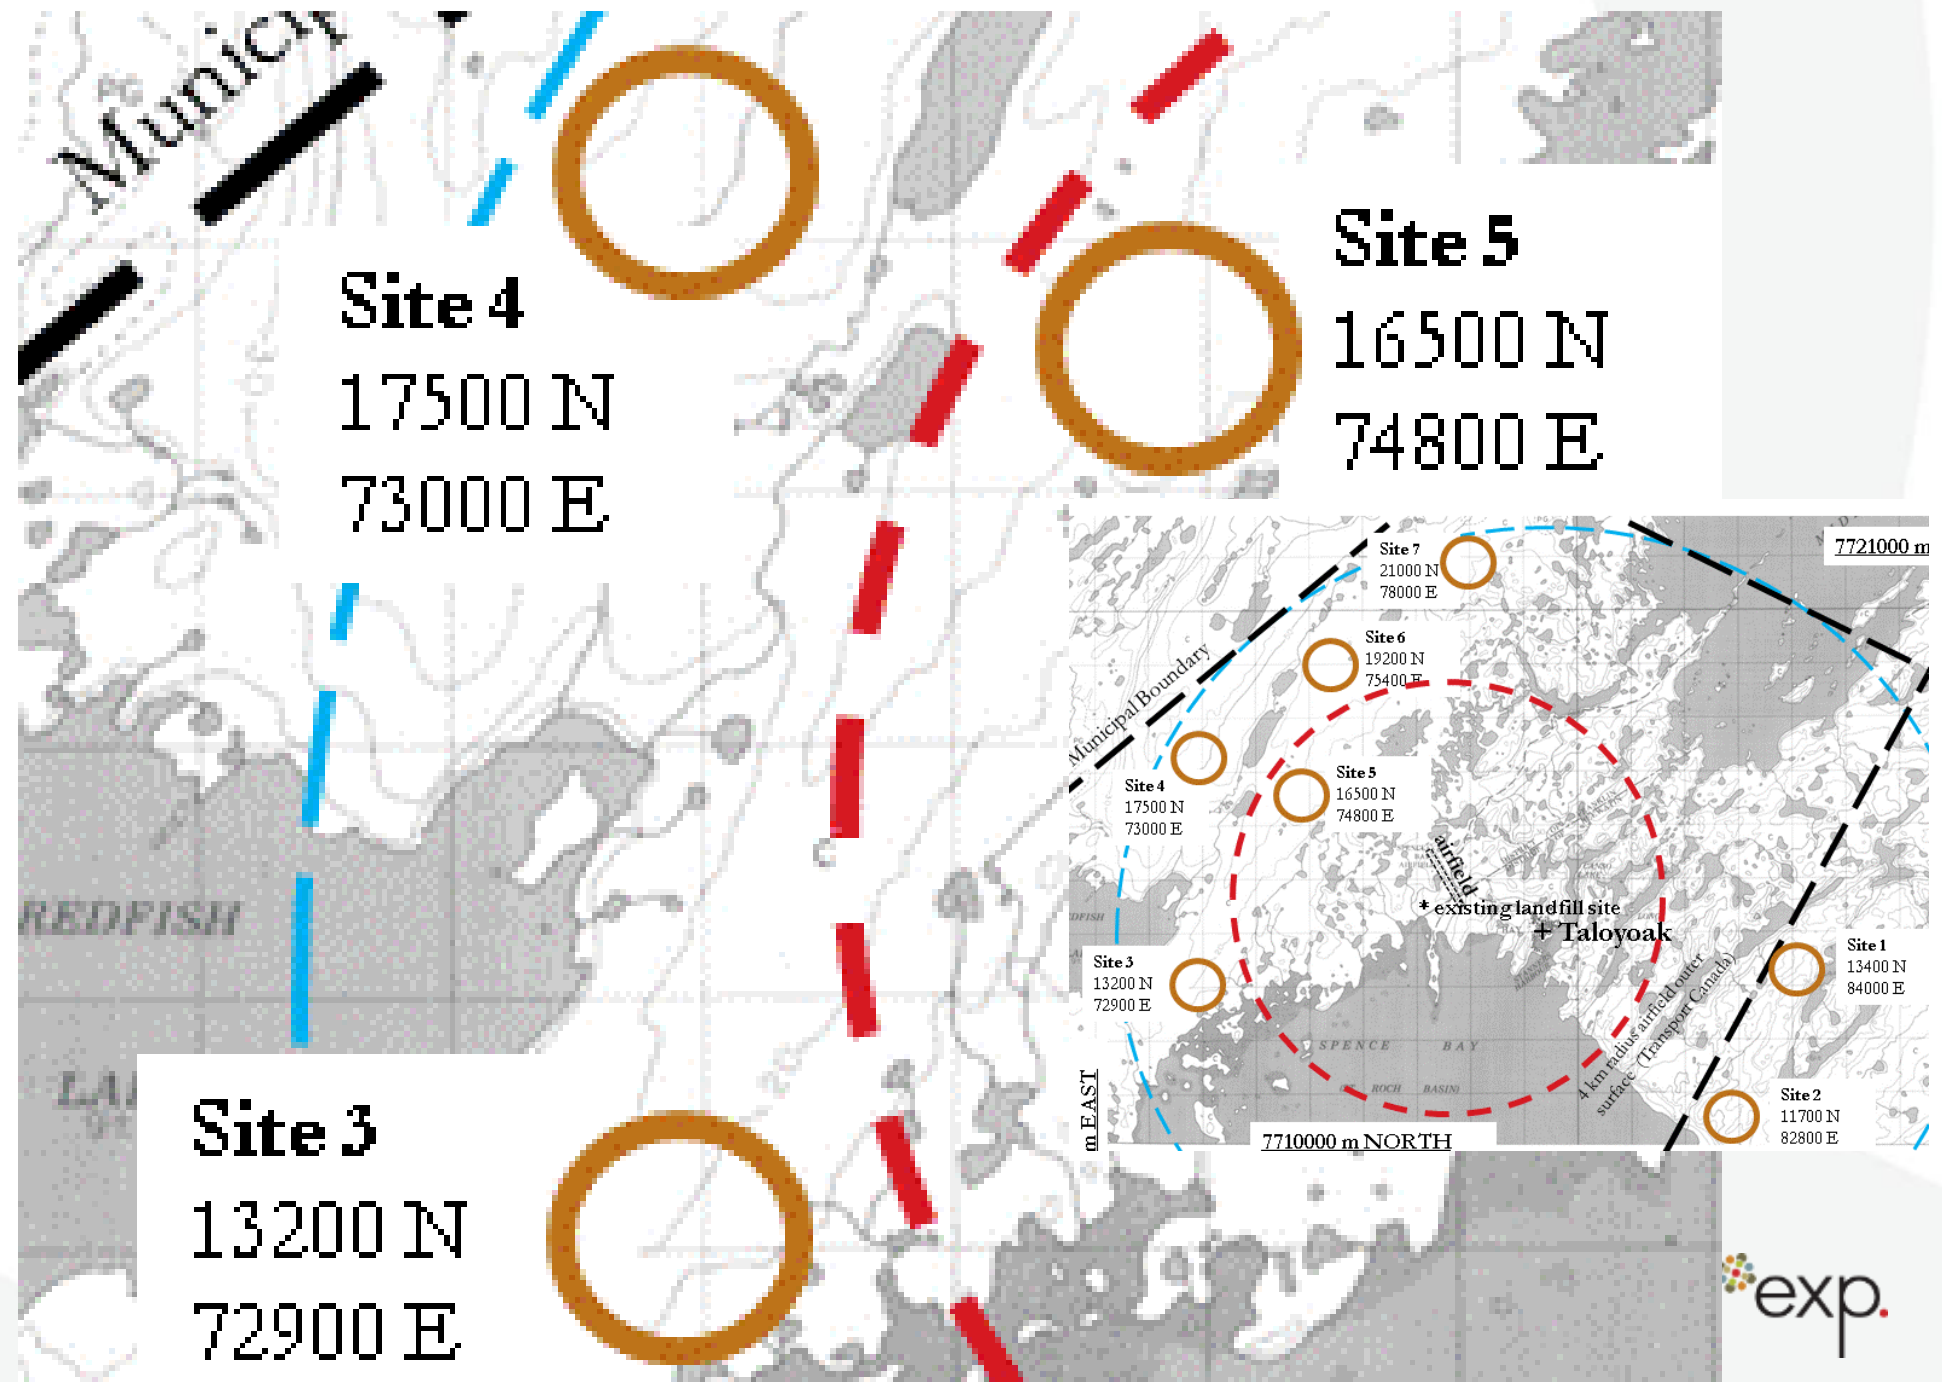 Municip
Site 4
17500 N
73000 E
Site 5
16500 N
74800 E
REDFISH
LA
Site 3
13200 N
72900 E
7721000 m
Site 7
21000 N
78000 E
Site 6
19200 N
75400 E
Municipal Boundary
Site 4
17500 N
73000 E
Site 5
16500 N
74800 E
airfield
* existing landfill site
+ Taloyoak
EDFISH
Site 3
13200 N
72900 E
Site 1
13400 N
84000 E
4 km radius airfield outer
surface (Transport Canada)
SPENCE BAY
ROCH BASIN)
Site 2
11700 N
82800 E
m EAST
7710000 m NORTH
exp.